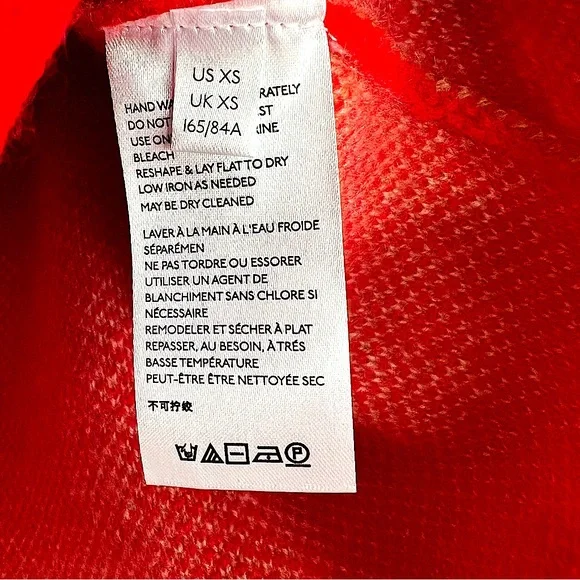 US XS
UK XS
165/84A
HAND WA RATELY
DO NOT ST
USE ON RINE
BLEACH
RESHAPE & LAY FLAT TO DRY
LOW IRON AS NEEDED
MAY BE DRY CLEANED
LAVER À LA MAIN À L'EAU FROIDE
SÉPARÉMEN
NE PAS TORDRE OU ESSORER
UTILISER UN AGENT DE
BLANCHIMENT SANS CHLORE SI
NÉCESSAIRE
REMODELER ET SÉCHER À PLAT
REPASSER, AU BESOIN, À TRÉS
BASSE TEMPÉRATURE
PEUT-ÊTRE ÊTRE NETTOYÉE SEC
不可拧绞
P